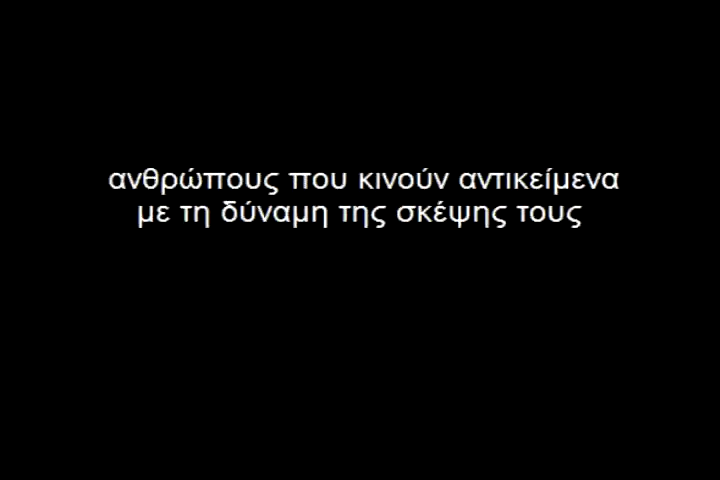 ανθρώπους που κινούν αντικείμενα
με τη δύναμη της σκέψης τους